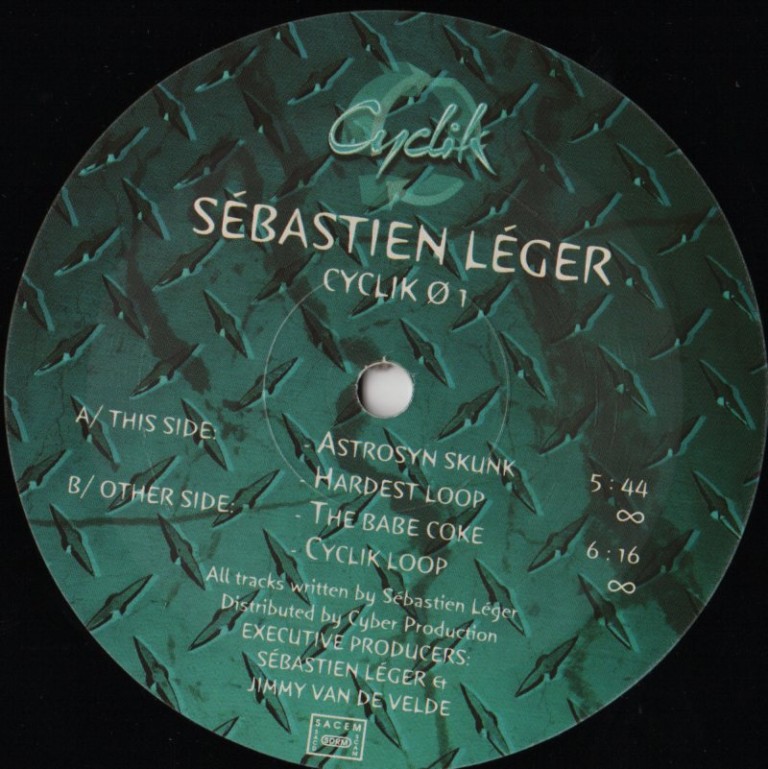 Cyclik
SÉBASTIEN LÉGER
CYCLIK Ø 1
A/ THIS SIDE: - ASTROSYN SKUNK 5 : 44
- HARDEST LOOP ∞
B/ OTHER SIDE: - THE BABE COKE 6 : 16
- CYCLIK LOOP ∞
All tracks written by Sébastien Léger
Distributed by Cyber Production
EXECUTIVE PRODUCERS:
SÉBASTIEN LÉGER &
JIMMY VAN DE VELDE
SACEM
SDRM